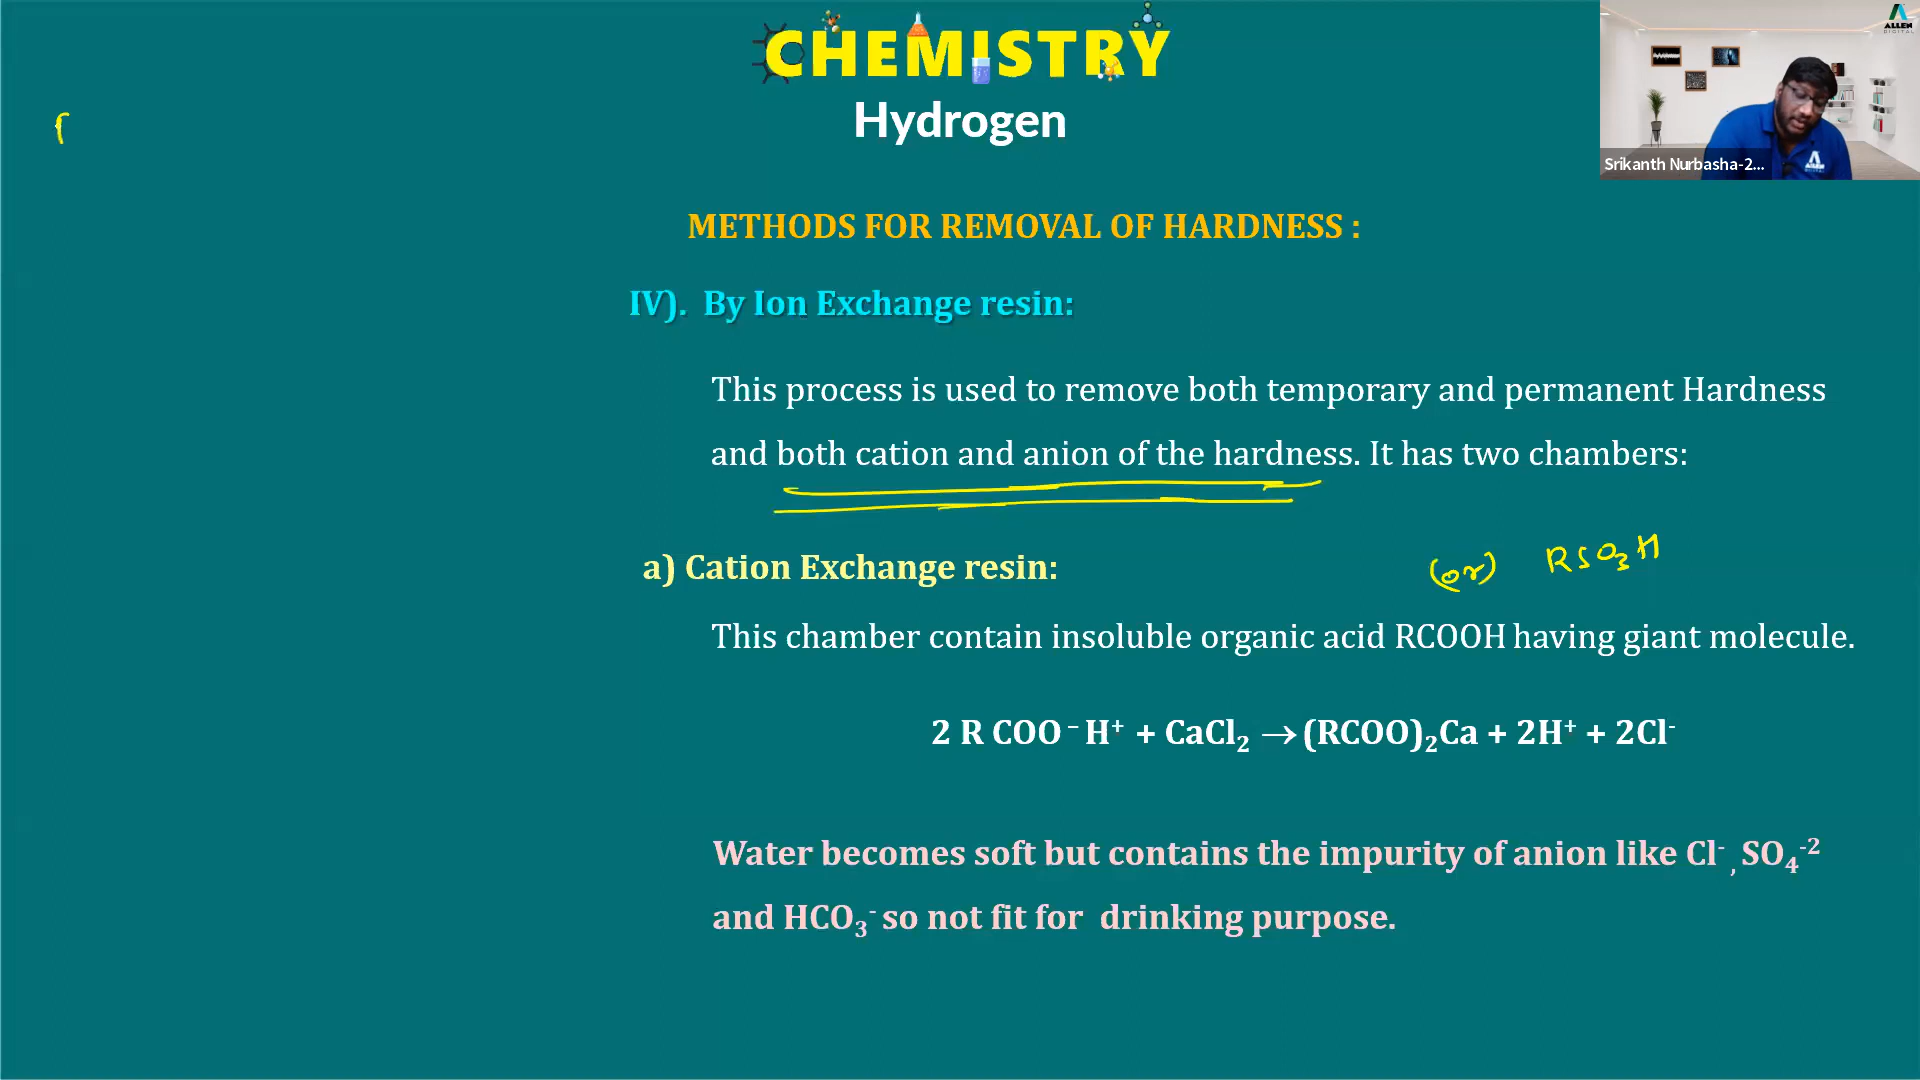 CHEMISTRY
Hydrogen
ALLEN
DIGITAL
ALLEN
Srikanth Nurbasha-2...
METHODS FOR REMOVAL OF HARDNESS :
IV). By Ion Exchange resin:
This process is used to remove both temporary and permanent Hardness
and both cation and anion of the hardness. It has two chambers:
a) Cation Exchange resin:
(or) RSO₃H
This chamber contain insoluble organic acid RCOOH having giant molecule.
2 R COO⁻ H⁺ + CaCl₂ → (RCOO)₂Ca + 2H⁺ + 2Cl⁻
Water becomes soft but contains the impurity of anion like Cl⁻ , SO₄⁻²
and HCO₃⁻ so not fit for drinking purpose.